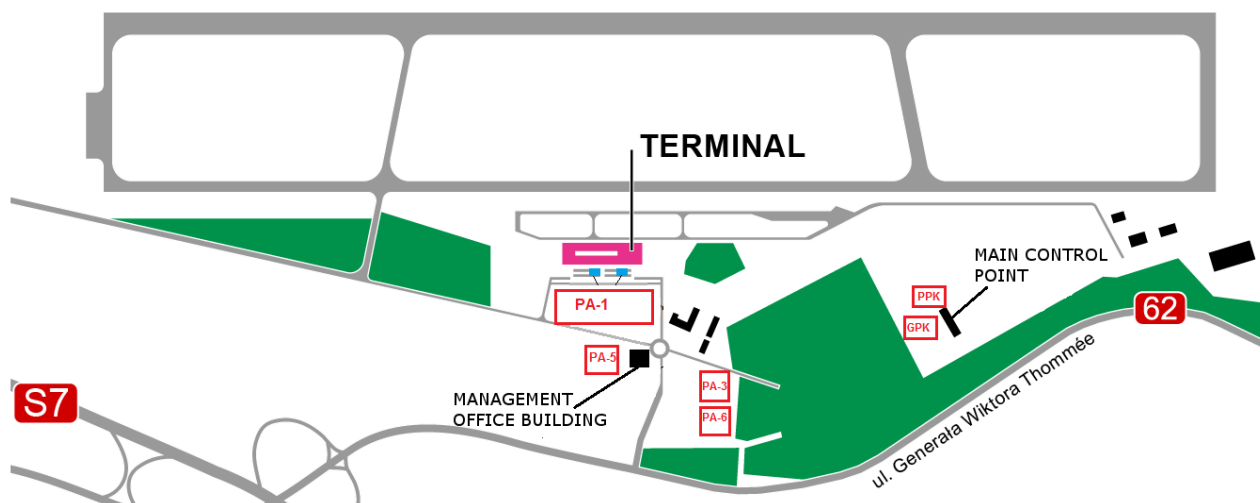 TERMINAL
MAIN CONTROL
POINT
PPK
GPK
62
PA-1
PA-5
MANAGEMENT
OFFICE BUILDING
PA-3
PA-6
S7
ul. Generała Wiktora Thommée